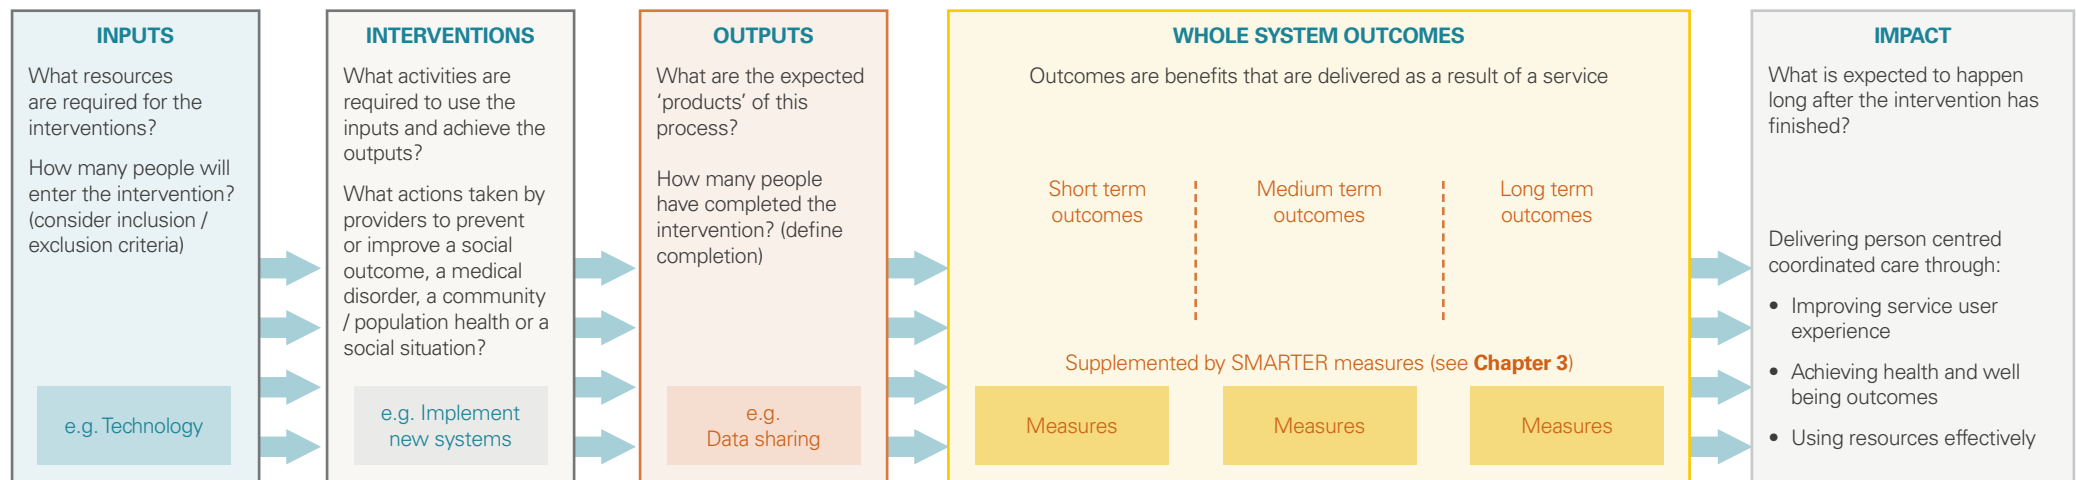 INPUTS
What resources
are required for the
interventions?
How many people will
enter the intervention?
(consider inclusion /
exclusion criteria)
e.g. Technology
INTERVENTIONS
What activities are
required to use the
inputs and achieve the
outputs?
What actions taken by
providers to prevent
or improve a social
outcome, a medical
disorder, a community
/ population health or a
social situation?
e.g. Implement
new systems
OUTPUTS
What are the expected
‘products’ of this
process?
How many people
have completed the
intervention? (define
completion)
e.g.
Data sharing
WHOLE SYSTEM OUTCOMES
Outcomes are benefits that are delivered as a result of a service
Short term
outcomes
Medium term
outcomes
Long term
outcomes
Supplemented by SMARTER measures (see Chapter 3)
Measures
Measures
Measures
IMPACT
What is expected to happen
long after the intervention has
finished?
Delivering person centred
coordinated care through:
• Improving service user
experience
• Achieving health and well
being outcomes
• Using resources effectively